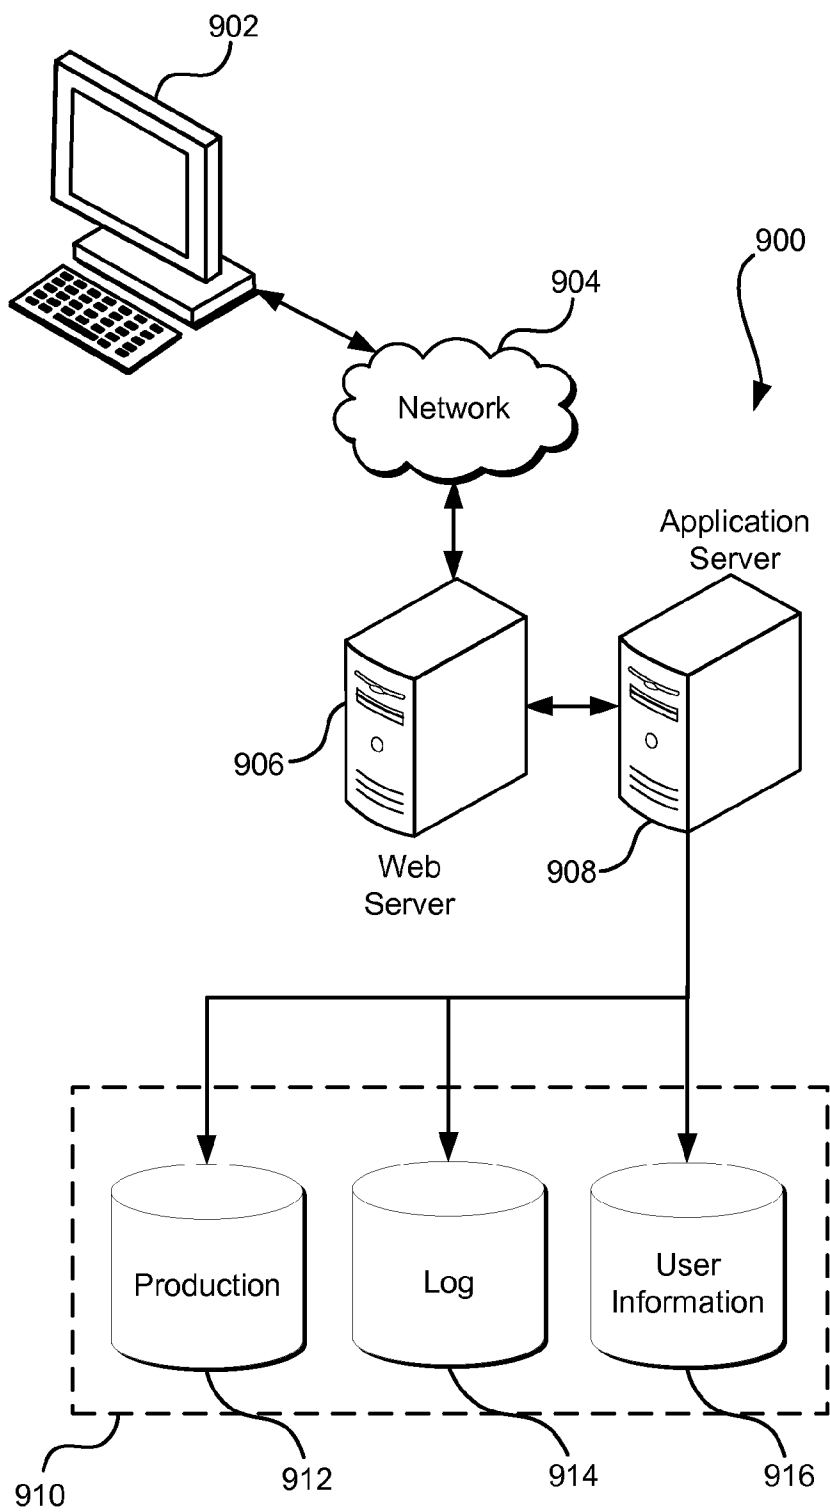 902
900
904
Network
Application
Server
906
Web
Server
908
Production
Log
User
Information
910
912
914
916